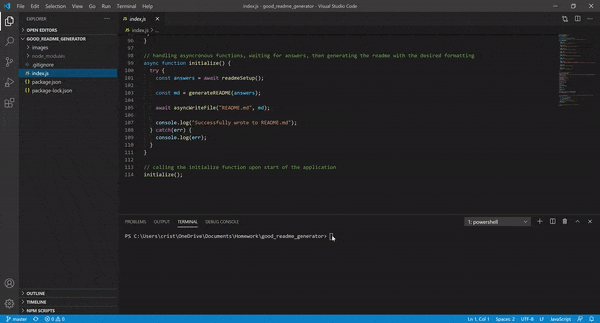 File Edit Selection View Go Run Terminal Help
index.js - good_readme_generator - Visual Studio Code
EXPLORER
OPEN EDITORS
GOOD_README_GENERATOR
images
node_modules
.gitignore
index.js
package.json
package-lock.json
OUTLINE
TIMELINE
NPM SCRIPTS
index.js
index.js > ...
96 }
98 // handling asyncronous functions, waiting for answers, then generating the readme with the desired formatting
99 async function initialize() {
100 try {
101 const answers = await readmeSetup();
102
103 const md = generateREADME(answers);
104
105 await asyncWriteFile("README.md", md);
106
107 console.log("Successfully wrote to README.md");
108 } catch(err) {
109 console.log(err);
110 }
111 }
112
113 // calling the initialize function upon start of the application
114 initialize();
PROBLEMS OUTPUT TERMINAL DEBUG CONSOLE
1: powershell
PS C:\Users\crist\OneDrive\Documents\Homework\good_readme_generator>
master 0 0
Ln 1, Col 1 Spaces: 2 UTF-8 LF JavaScript